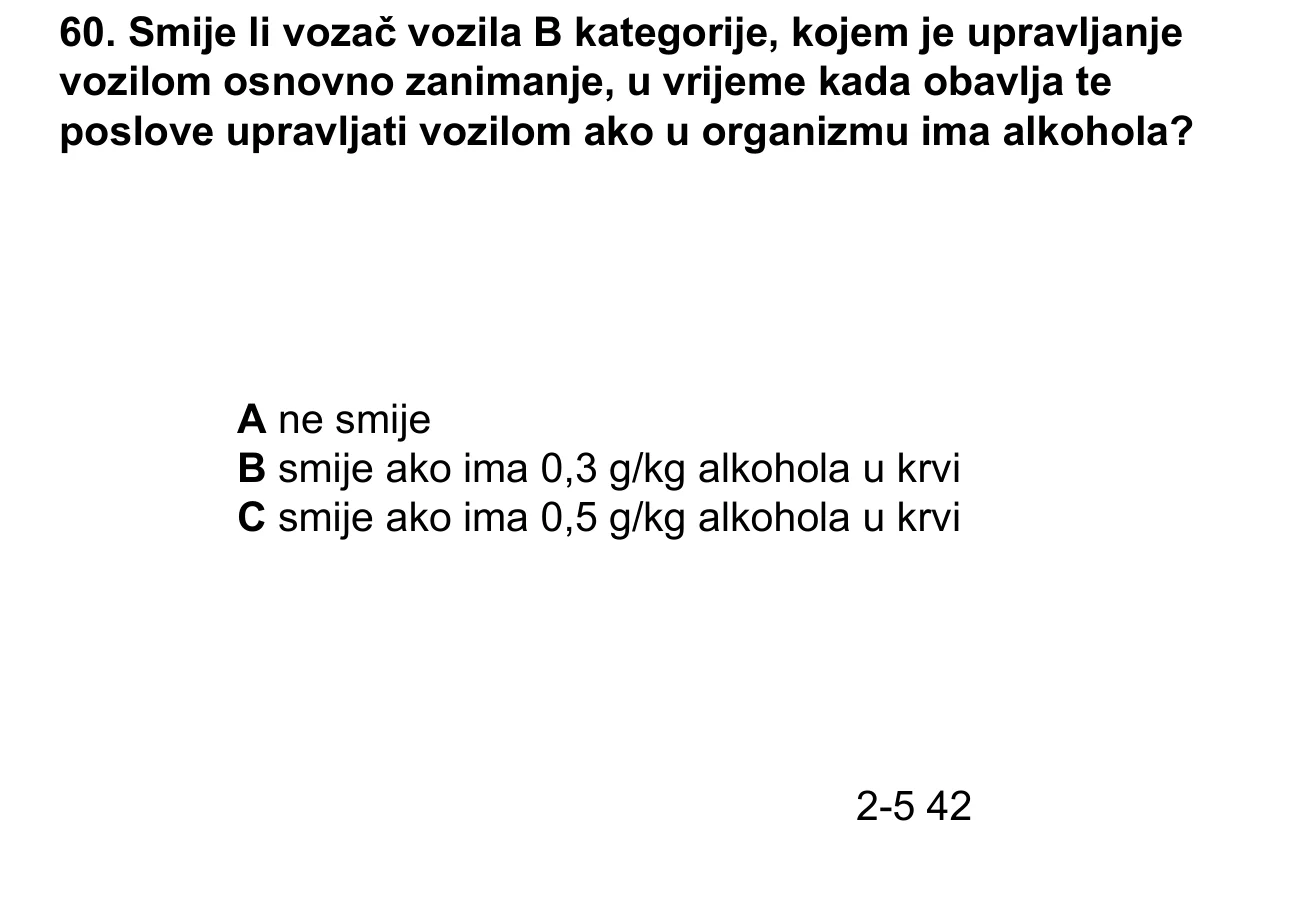 60. Smije li vozač vozila B kategorije, kojem je upravljanje
vozilom osnovno zanimanje, u vrijeme kada obavlja te
poslove upravljati vozilom ako u organizmu ima alkohola?
A ne smije
B smije ako ima 0,3 g/kg alkohola u krvi
C smije ako ima 0,5 g/kg alkohola u krvi
2-5 42